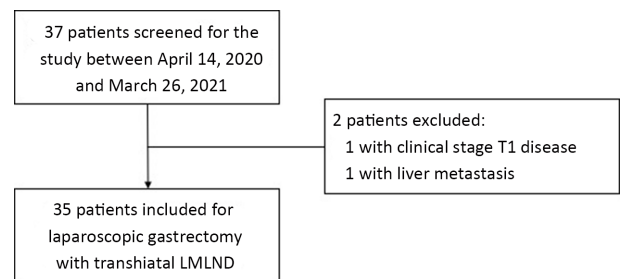 37 patients screened for the
study between April 14, 2020
and March 26, 2021
2 patients excluded:
1 with clinical stage T1 disease
1 with liver metastasis
35 patients included for
laparoscopic gastrectomy
with transhiatal LMLND